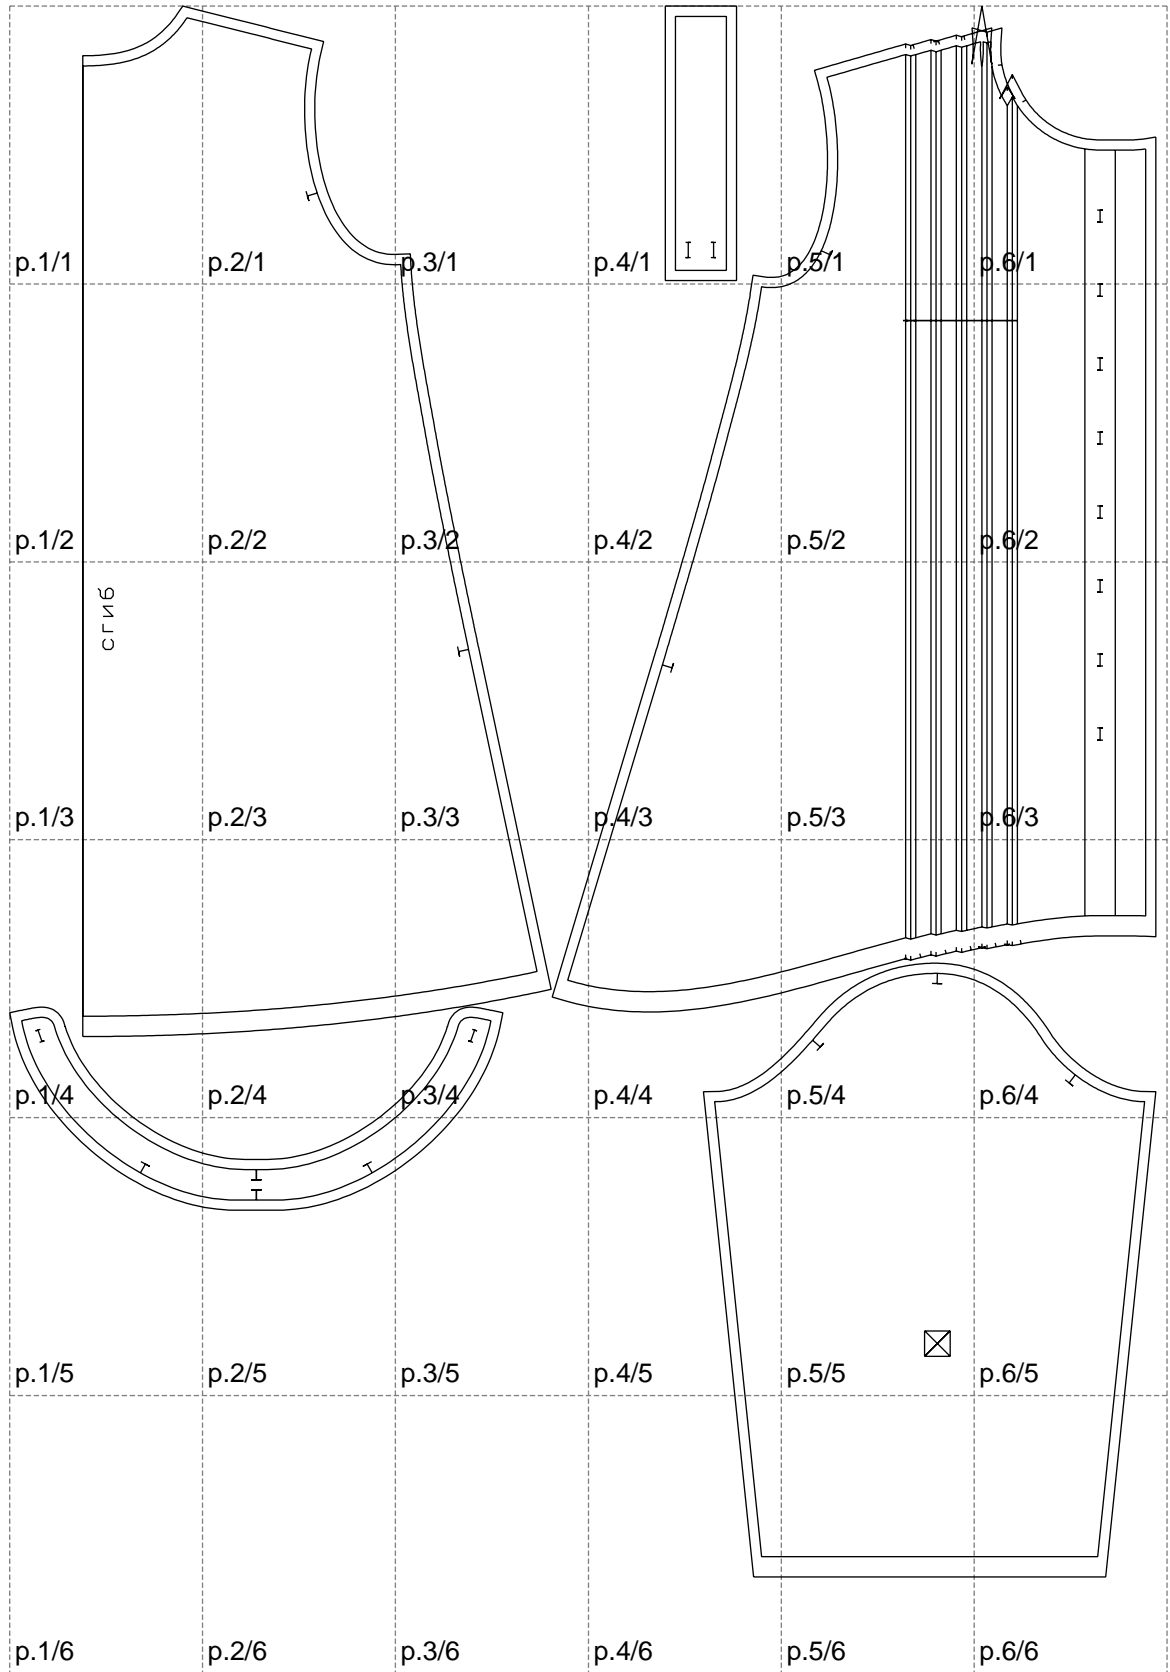 p.1/1 p.2/1 p.3/1 p.4/1 p.5/1 p.6/1
p.1/2 p.2/2 p.3/2 p.4/2 p.5/2 p.6/2
сгиб
p.1/3 p.2/3 p.3/3 p.4/3 p.5/3 p.6/3
p.1/4 p.2/4 p.3/4 p.4/4 p.5/4 p.6/4
p.1/5 p.2/5 p.3/5 p.4/5 p.5/5 p.6/5
p.1/6 p.2/6 p.3/6 p.4/6 p.5/6 p.6/6